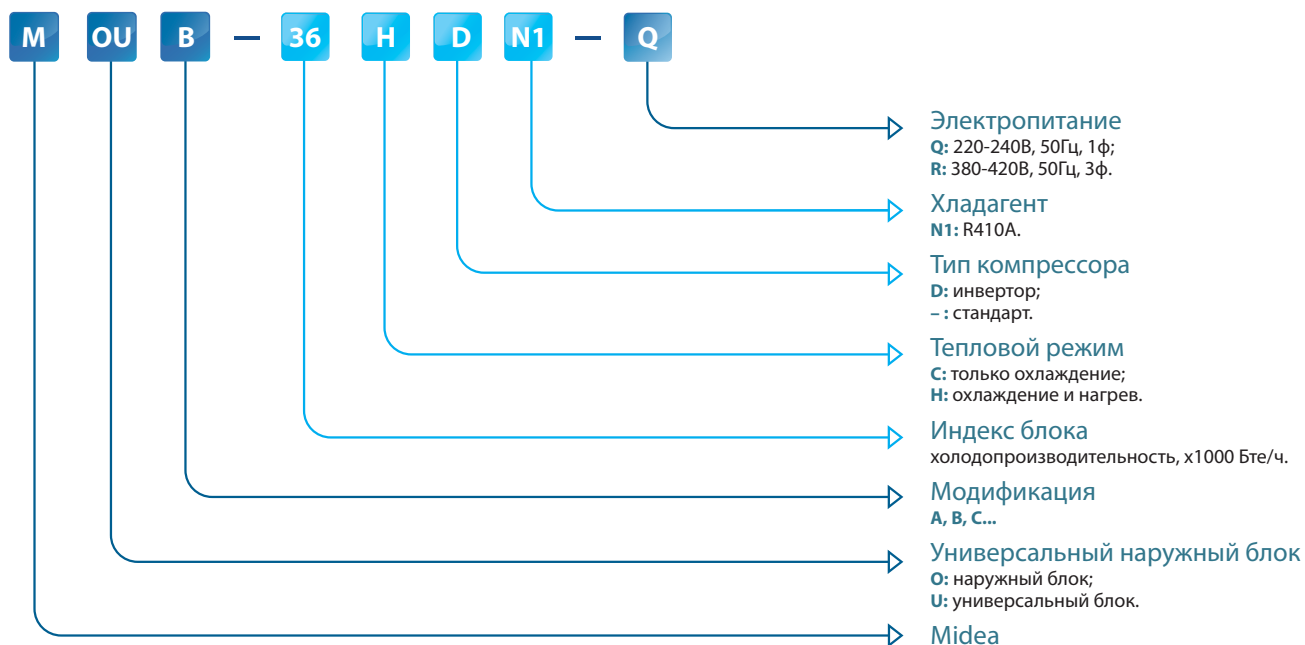 M OU B – 36 H D N1 – Q
Электропитание
Q: 220-240В, 50Гц, 1ф;
R: 380-420В, 50Гц, 3ф.
Хладагент
N1: R410A.
Тип компрессора
D: инвертор;
– : стандарт.
Тепловой режим
C: только охлаждение;
H: охлаждение и нагрев.
Индекс блока
холодопроизводительность, х1000 Бте/ч.
Модификация
A, B, C...
Универсальный наружный блок
O: наружный блок;
U: универсальный блок.
Midea